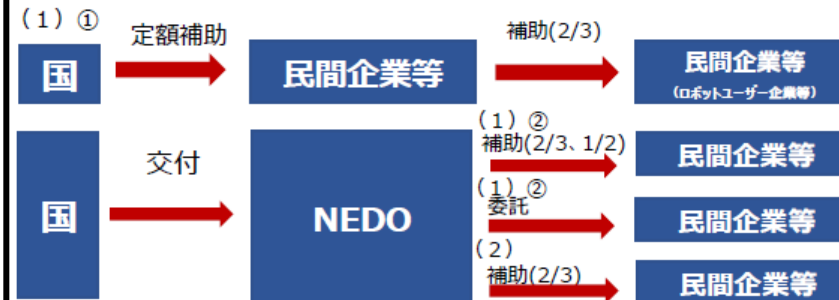 (1)①
国
定額補助
民間企業等
補助(2/3)
民間企業等
(ロボットユーザー企業等)
国
交付
NEDO
(1)②
補助(2/3、1/2)
民間企業等
(1)②
委託
民間企業等
(2)
補助(2/3)
民間企業等